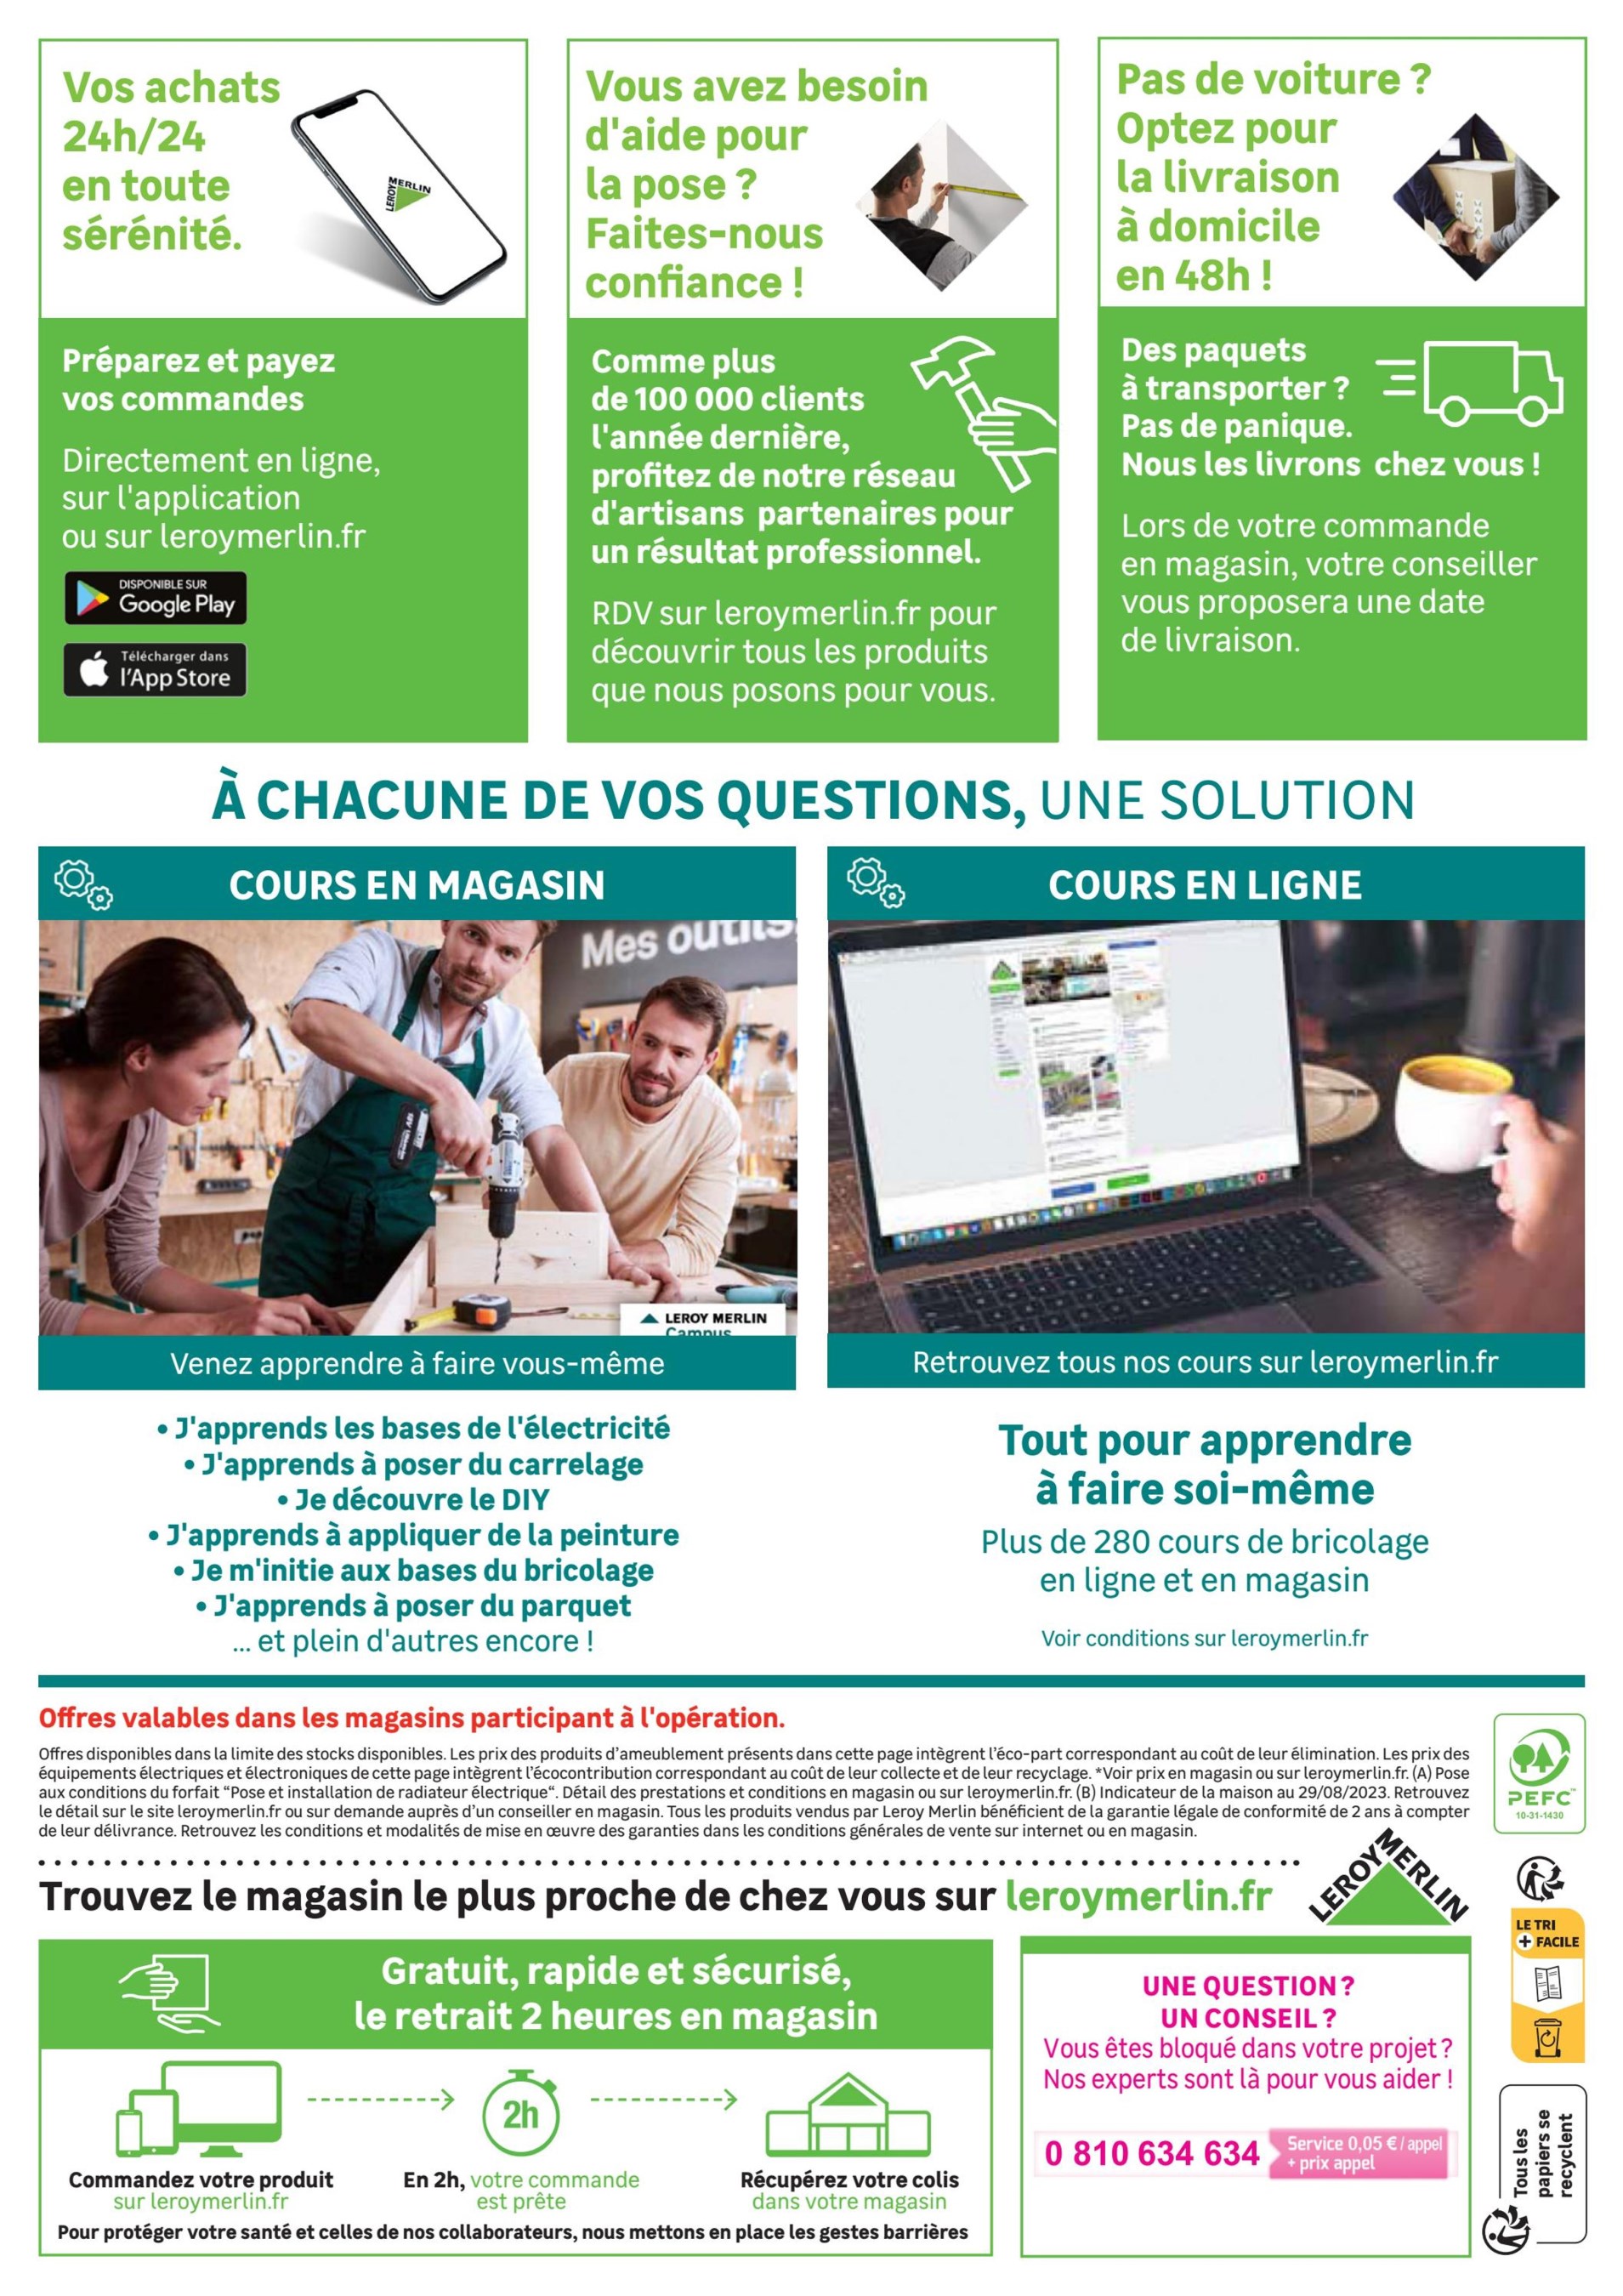 Vos achats
24h/24
en toute
sérénité.
LEROY MERLIN
Préparez et payez
vos commandes
Directement en ligne,
sur l'application
ou sur leroymerlin.fr
DISPONIBLE SUR
Google Play
Télécharger dans
l'App Store
Vous avez besoin
d'aide pour
la pose ?
Faites-nous
confiance !
Comme plus
de 100 000 clients
l'année dernière,
profitez de notre réseau
d'artisans partenaires pour
un résultat professionnel.
RDV sur leroymerlin.fr pour
découvrir tous les produits
que nous posons pour vous.
Pas de voiture ?
Optez pour
la livraison
à domicile
en 48h !
Des paquets
à transporter ?
Pas de panique.
Nous les livrons chez vous !
Lors de votre commande
en magasin, votre conseiller
vous proposera une date
de livraison.
À CHACUNE DE VOS QUESTIONS, UNE SOLUTION
COURS EN MAGASIN
Mes outils
LEROY MERLIN
Campus
Venez apprendre à faire vous-même
• J'apprends les bases de l'électricité
• J'apprends à poser du carrelage
• Je découvre le DIY
• J'apprends à appliquer de la peinture
• Je m'initie aux bases du bricolage
• J'apprends à poser du parquet
... et plein d'autres encore !
COURS EN LIGNE
Retrouvez tous nos cours sur leroymerlin.fr
Tout pour apprendre
à faire soi-même
Plus de 280 cours de bricolage
en ligne et en magasin
Voir conditions sur leroymerlin.fr
Offres valables dans les magasins participant à l'opération.
Offres disponibles dans la limite des stocks disponibles. Les prix des produits d’ameublement présents dans cette page intègrent l’éco-part correspondant au coût de leur élimination. Les prix des
équipements électriques et électroniques de cette page intègrent l’écocontribution correspondant au coût de leur collecte et de leur recyclage. *Voir prix en magasin ou sur leroymerlin.fr. (A) Pose
aux conditions du forfait “Pose et installation de radiateur électrique“. Détail des prestations et conditions en magasin ou sur leroymerlin.fr. (B) Indicateur de la maison au 29/08/2023. Retrouvez
le détail sur le site leroymerlin.fr ou sur demande auprès d’un conseiller en magasin. Tous les produits vendus par Leroy Merlin bénéficient de la garantie légale de conformité de 2 ans à compter
de leur délivrance. Retrouvez les conditions et modalités de mise en œuvre des garanties dans les conditions générales de vente sur internet ou en magasin.
PEFC™
10-31-1430
Trouvez le magasin le plus proche de chez vous sur leroymerlin.fr
LEROY MERLIN
LE TRI
+ FACILE
Gratuit, rapide et sécurisé,
le retrait 2 heures en magasin
2h
Commandez votre produit
sur leroymerlin.fr
En 2h, votre commande
est prête
Récupérez votre colis
dans votre magasin
Pour protéger votre santé et celles de nos collaborateurs, nous mettons en place les gestes barrières
UNE QUESTION ?
UN CONSEIL ?
Vous êtes bloqué dans votre projet ?
Nos experts sont là pour vous aider !
0 810 634 634
Service 0,05 € / appel
+ prix appel
Tous les
papiers se
recyclent